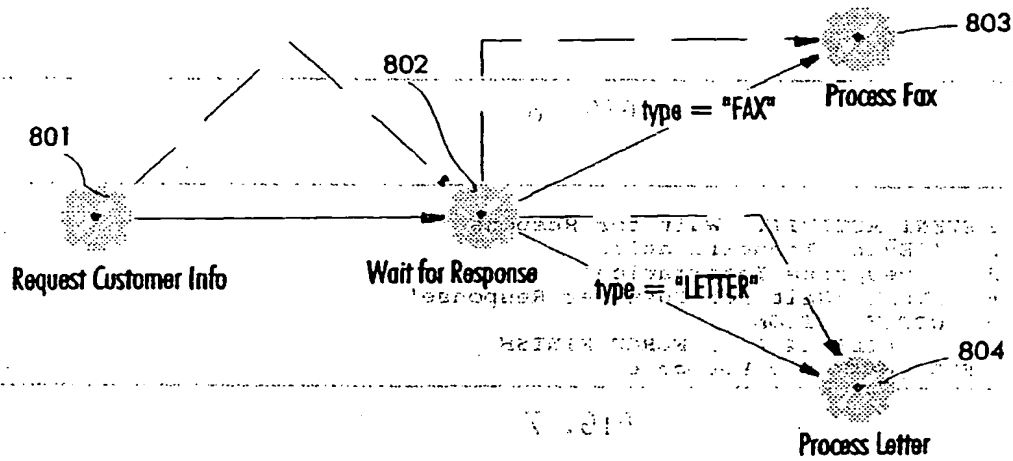 803
802
Process Fax
type = "FAX"
801
Request Customer Info
Wait for Response
type = "LETTER"
804
Process Letter